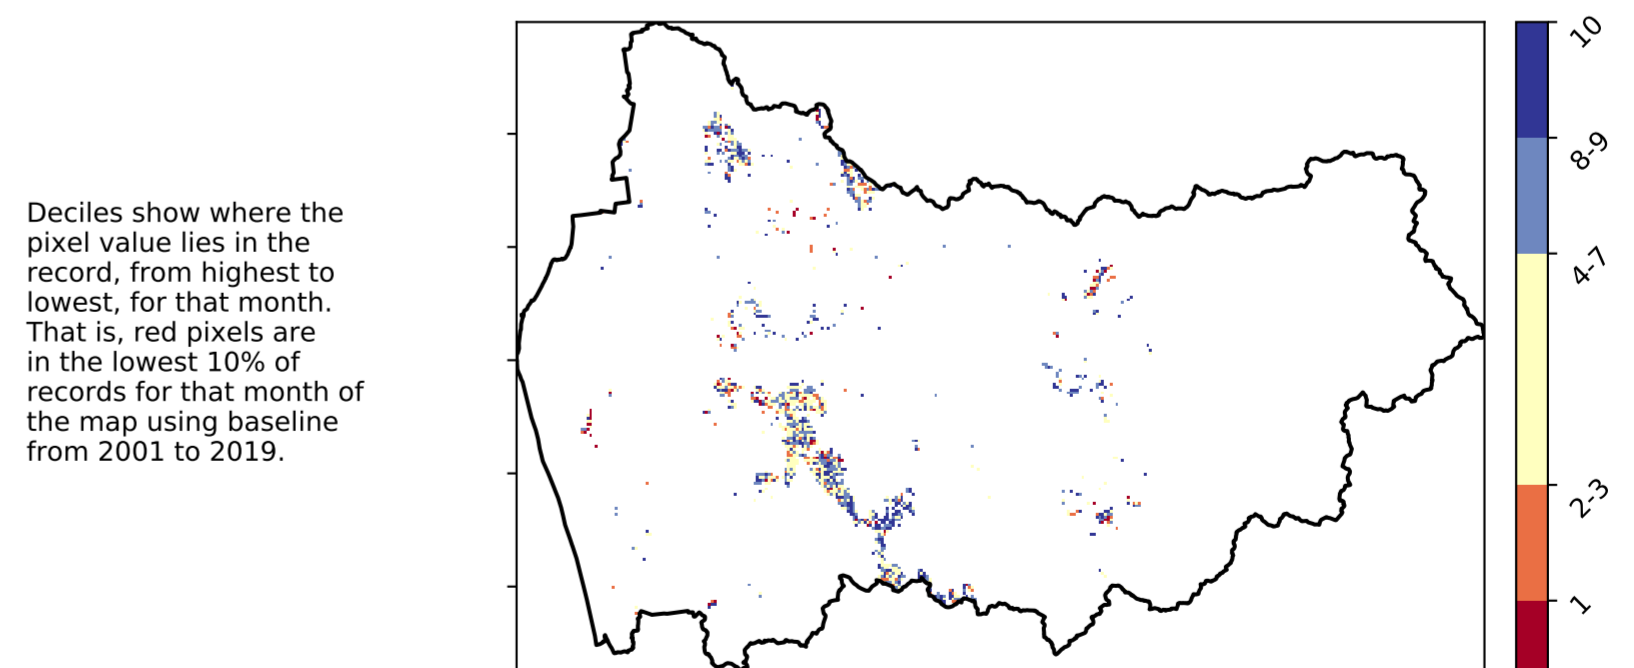 Deciles show where the
pixel value lies in the
record, from highest to
lowest, for that month.
That is, red pixels are
in the lowest 10% of
records for that month of
the map using baseline
from 2001 to 2019.
10
8-9
4-7
2-3
1